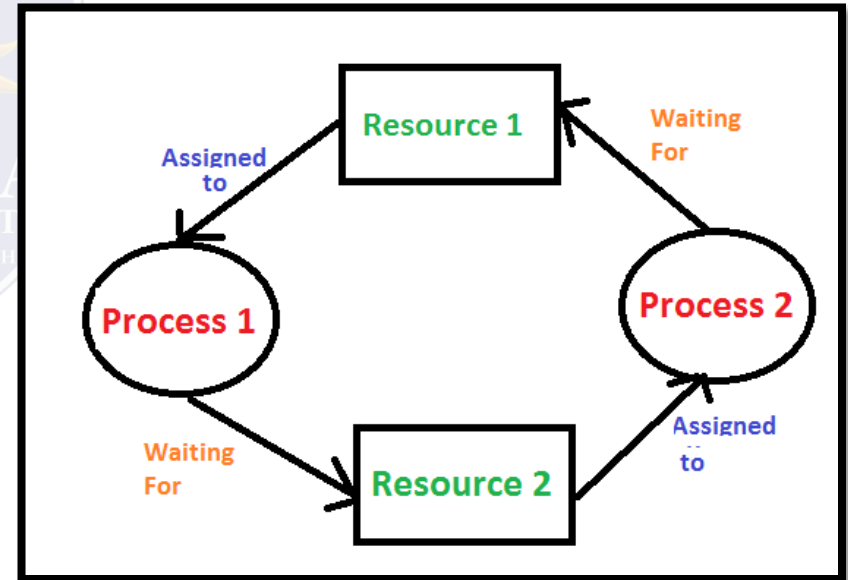 Resource 1
Waiting
For
Assigned
to
Process 1
Process 2
Waiting
For
Resource 2
Assigned
to